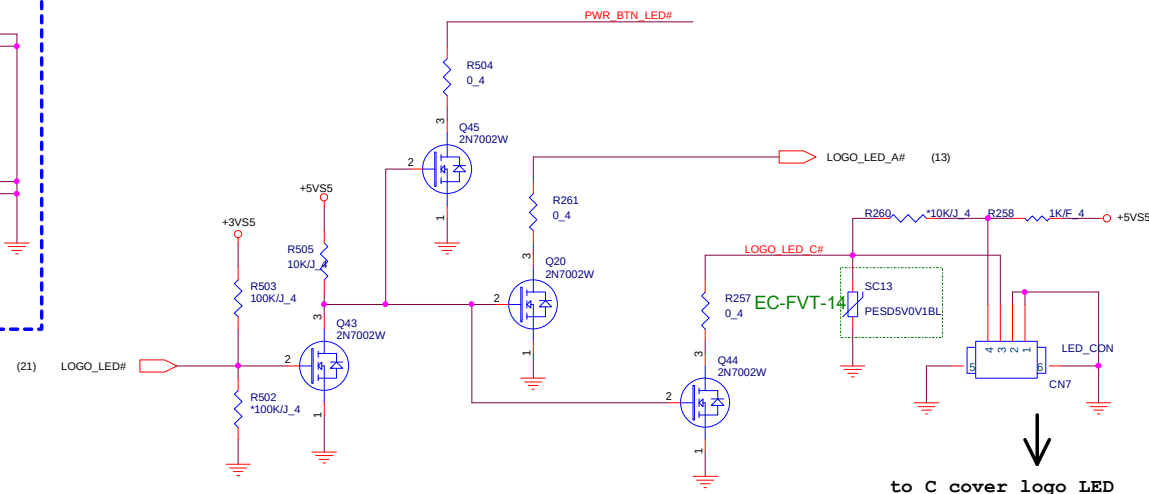 PWR_BTN_LED#
R504
0_4
3
Q45
2N7002W
2
1
LOGO_LED_A# (13)
R261
0_4
3
Q20
2N7002W
2
1
+5VS5
+3VS5
R505
10K/J_4
R503
100K/J_4
3
Q43
2N7002W
2
1
(21) LOGO_LED#
R502
*100K/J_4
R260 *10K/J_4 R258 1K/F_4 +5VS5
LOGO_LED_C#
R257
0_4
EC-FVT-14
SC13
PESD5V0V1BL
3
Q44
2N7002W
2
1
4 3 2 1
LED_CON
5 6
CN7
to C cover logo LED